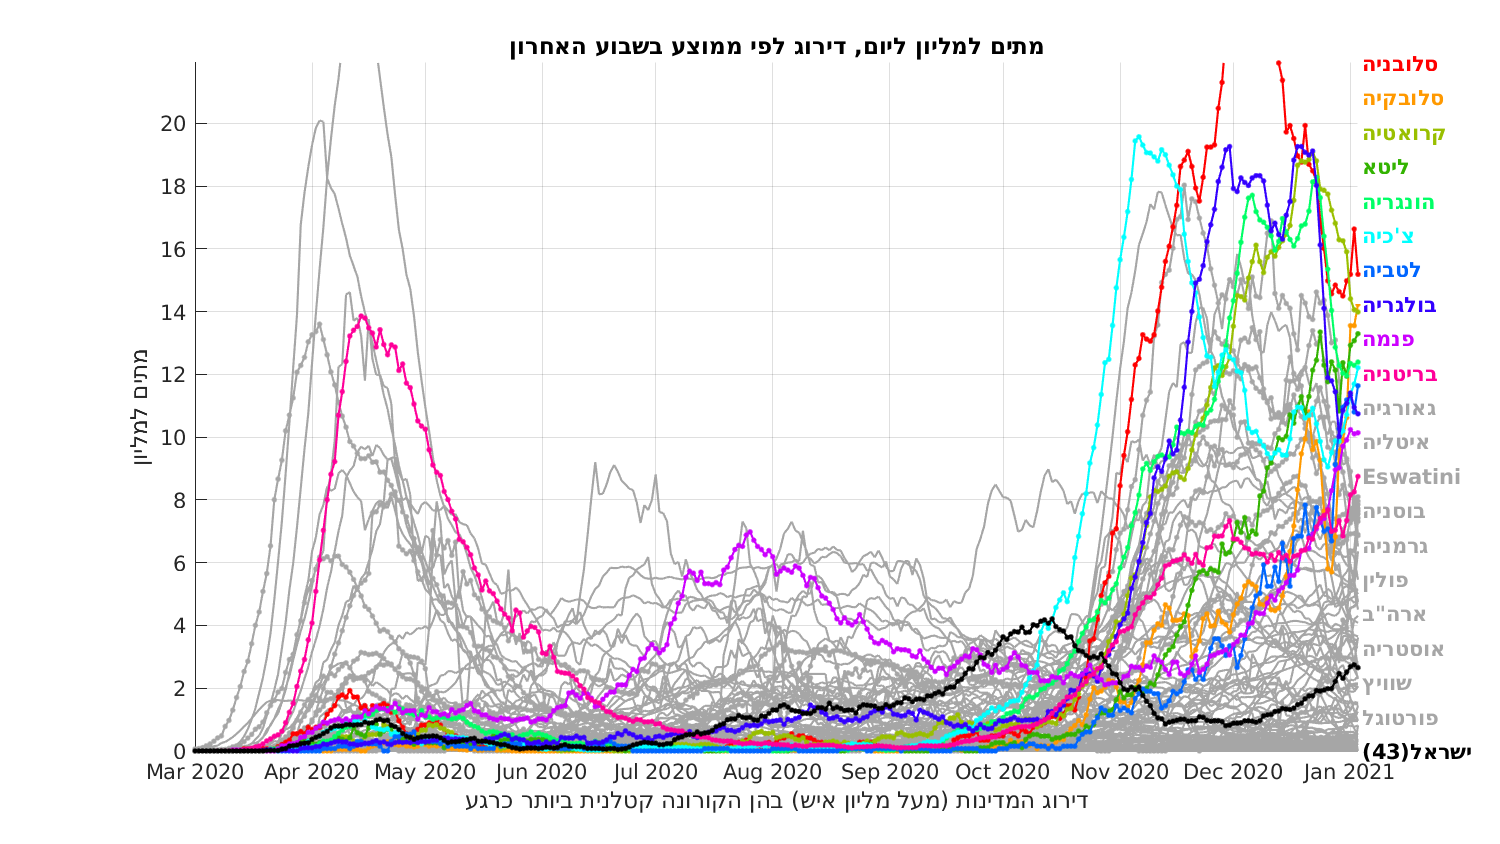 מתים למליון ליום, דירוג לפי ממוצע בשבוע האחרון
מתים למליון
20
18
16
14
12
10
8
6
4
2
0
Mar 2020
Apr 2020
May 2020
Jun 2020
Jul 2020
Aug 2020
Sep 2020
Oct 2020
Nov 2020
Dec 2020
Jan 2021
דירוג המדינות (מעל מליון איש) בהן הקורונה קטלנית ביותר כרגע
סלובניה
סלובקיה
קרואטיה
ליטא
הונגריה
צ'כיה
לטביה
בולגריה
פנמה
בריטניה
גאורגיה
איטליה
Eswatini
בוסניה
גרמניה
פולין
ארה"ב
אוסטריה
שוויץ
פורטוגל
ישראל(43)